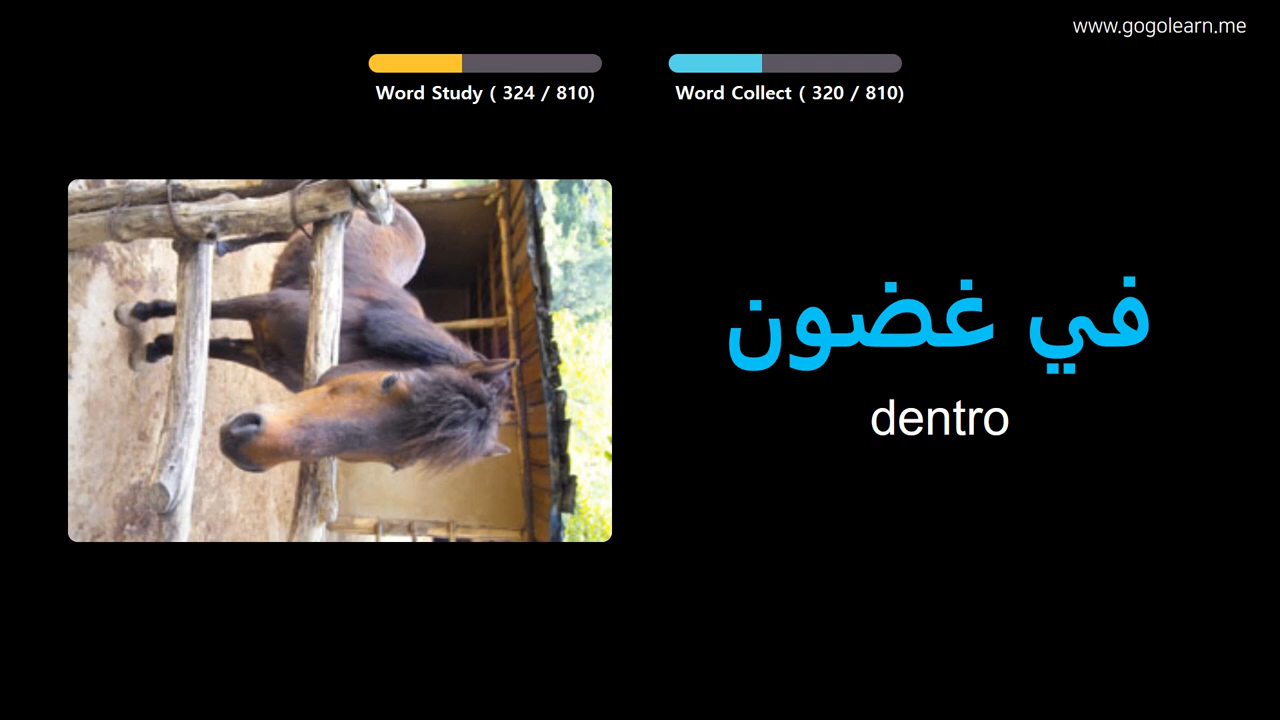 www.gogolearn.me
Word Study ( 324 / 810)
Word Collect ( 320 / 810)
في غضون
dentro